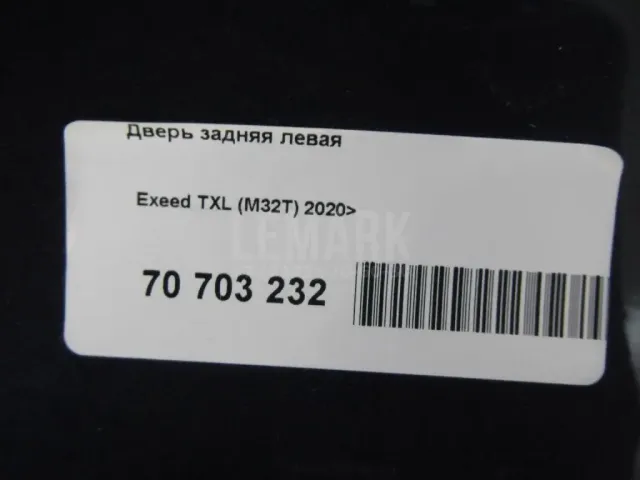 Дверь задняя левая
Exeed TXL (M32T) 2020>
LEMARK
70 703 232